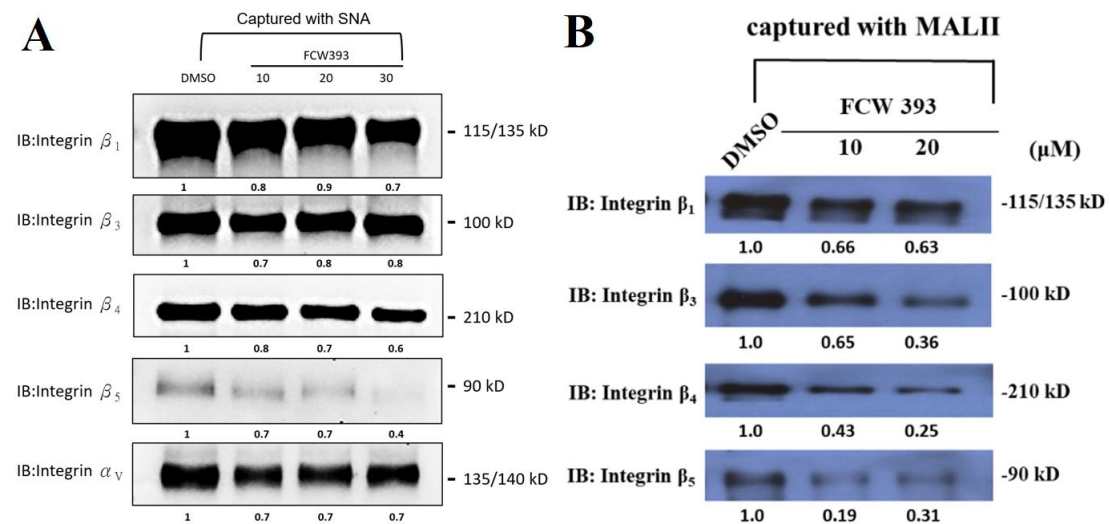 A
Captured with SNA
FCW393
DMSO 10 20 30
IB:Integrin β1 - 115/135 kD
1 0.8 0.9 0.7
IB:Integrin β3 - 100 kD
1 0.7 0.8 0.8
IB:Integrin β4 - 210 kD
1 0.8 0.7 0.6
IB:Integrin β5 - 90 kD
1 0.7 0.7 0.4
IB:Integrin αV - 135/140 kD
1 0.7 0.7 0.7
B
captured with MALII
FCW 393
DMSO 10 20 (μM)
IB: Integrin β1 -115/135 kD
1.0 0.66 0.63
IB: Integrin β3 -100 kD
1.0 0.65 0.36
IB: Integrin β4 -210 kD
1.0 0.43 0.25
IB: Integrin β5 -90 kD
1.0 0.19 0.31